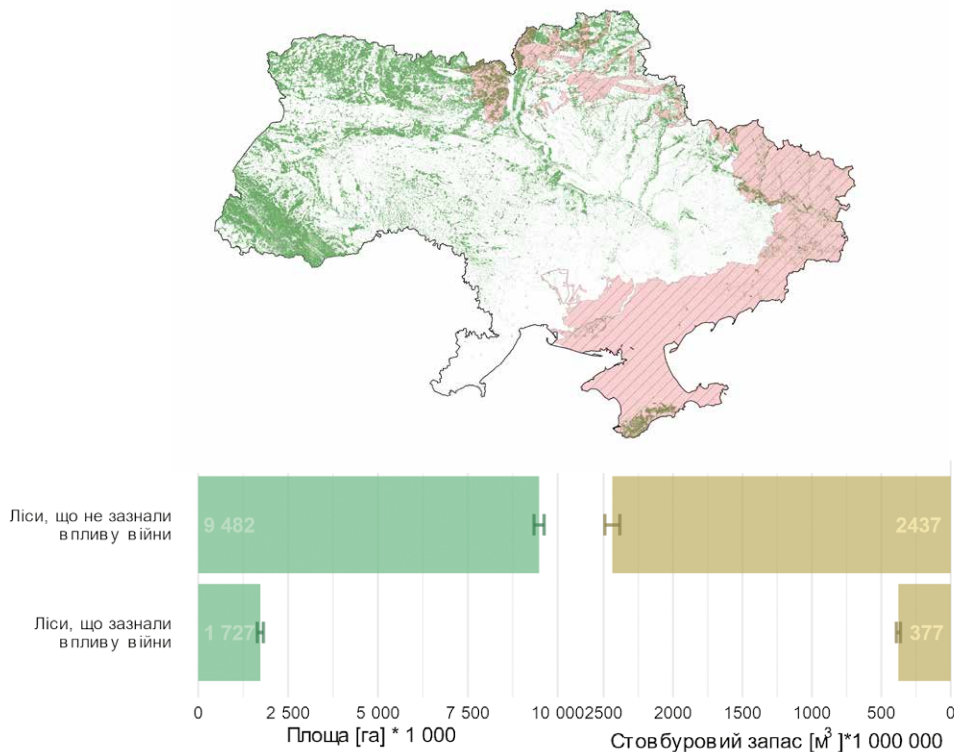 Ліси, що не зазнали
впливу війни
9 482
2437
Ліси, що зазнали
впливу війни
1 727
377
0 2 500 5 000 7 500 10 000 2500 2000 1500 1000 500 0
Площа [га] * 1 000
Стовбуровий запас [м³ ]*1 000 000